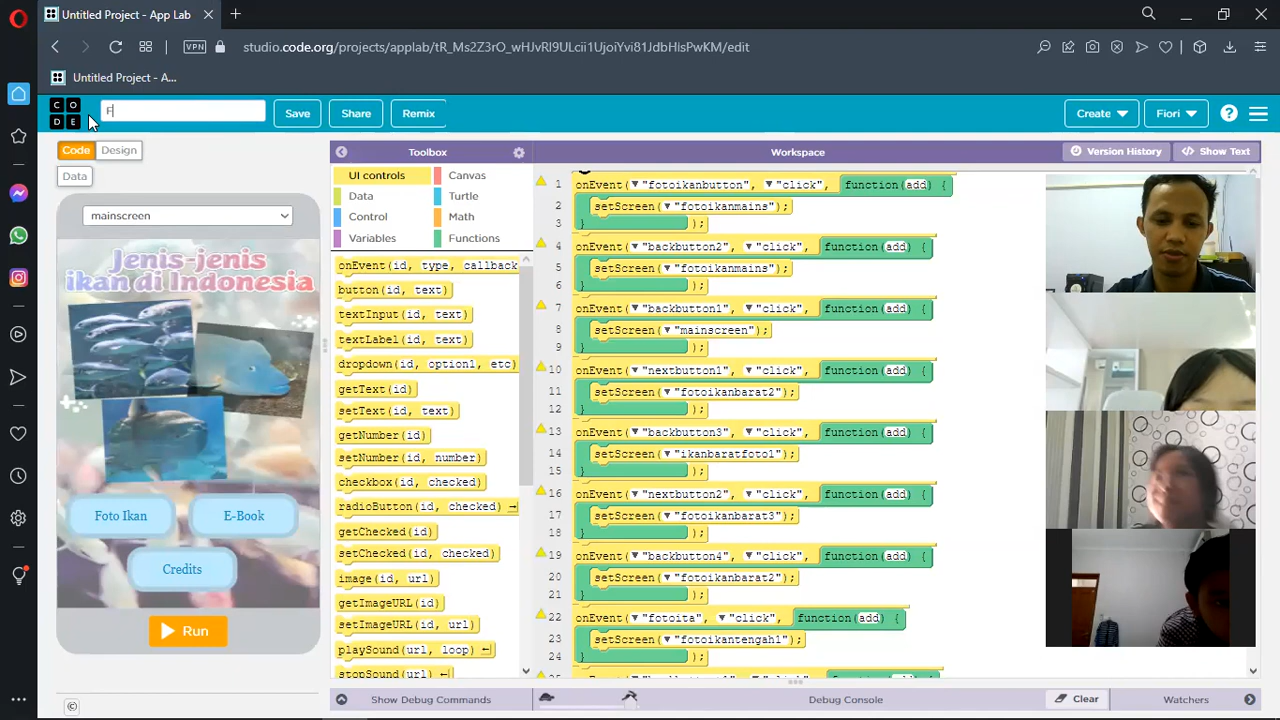 Untitled Project - App Lab
VPN
studio.code.org/projects/applab/tR_Ms2Z3rO_wHJvRI9ULcii1UjoiYvi81JdbHisPwKM/edit
Untitled Project - A...
C O D E
F
Save
Share
Remix
Create
Fiori
?
Code
Design
Data
mainscreen
Jenis-jenis
ikan di Indonesia
Foto Ikan
E-Book
Credits
Run
Toolbox
UI controls
Canvas
Data
Turtle
Control
Math
Variables
Functions
onEvent(id, type, callback
button(id, text)
textInput(id, text)
textLabel(id, text)
dropdown(id, option1, etc)
getText(id)
setText(id, text)
getNumber(id)
setNumber(id, number)
checkbox(id, checked)
radioButton(id, checked)
getChecked(id)
setChecked(id, checked)
image(id, url)
getImageURL(id)
setImageURL(id, url)
playSound(url, loop)
stopSound(url)
Workspace
Version History
Show Text
1 onEvent("fotoikanbutton", "click", function(add) {
2 setScreen("fotoikanmains");
3 } );
4 onEvent("backbutton2", "click", function(add) {
5 setScreen("fotoikanmains");
6 } );
7 onEvent("backbutton1", "click", function(add) {
8 setScreen("mainscreen");
9 } );
10 onEvent("nextbutton1", "click", function(add) {
11 setScreen("fotoikanbarat2");
12 } );
13 onEvent("backbutton3", "click", function(add) {
14 setScreen("ikanbaratfoto1");
15 } );
16 onEvent("nextbutton2", "click", function(add) {
17 setScreen("fotoikanbarat3");
18 } );
19 onEvent("backbutton4", "click", function(add) {
20 setScreen("fotoikanbarat2");
21 } );
22 onEvent("fotoita", "click", function(add) {
23 setScreen("fotoikantengah1");
24 } );
©
Show Debug Commands
Debug Console
Clear
Watchers